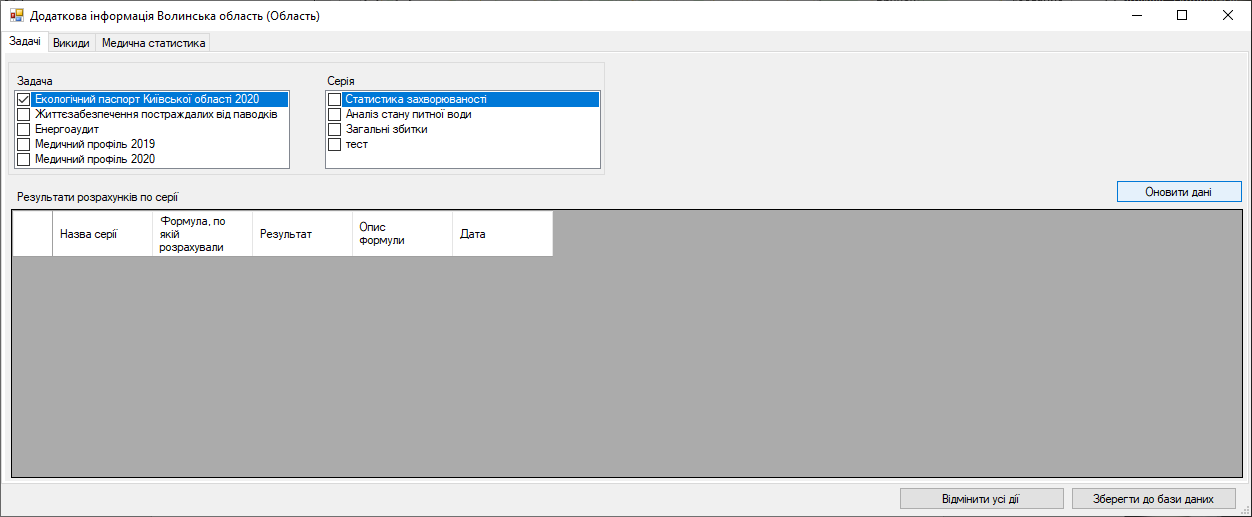 Додаткова інформація Волинська область (Область)
Задачі Викиди Медична статистика
Задача
Екологічний паспорт Київської області 2020
Життєзабезпечення постраждалих від паводків
Енергоаудит
Медичний профіль 2019
Медичний профіль 2020
Серія
Статистика захворюваності
Аналіз стану питної води
Загальні збитки
тест
Оновити дані
Результати розрахунків по серії
Назва серії
Формула, по
якій
розрахували
Результат
Опис
формули
Дата
Відмінити усі дії
Зберегти до бази даних